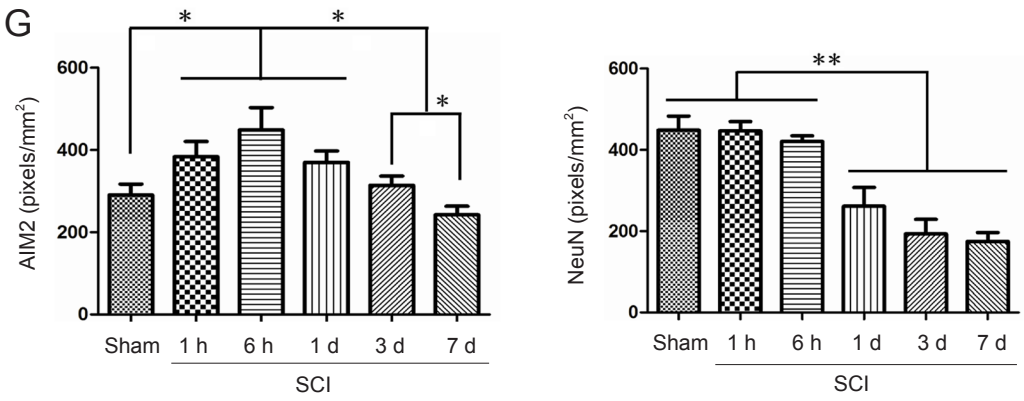 G
* *
*
600
400
200
0
AIM2 (pixels/mm²)
Sham 1 h 6 h 1 d 3 d 7 d
SCI
**
600
400
200
0
NeuN (pixels/mm²)
Sham 1 h 6 h 1 d 3 d 7 d
SCI